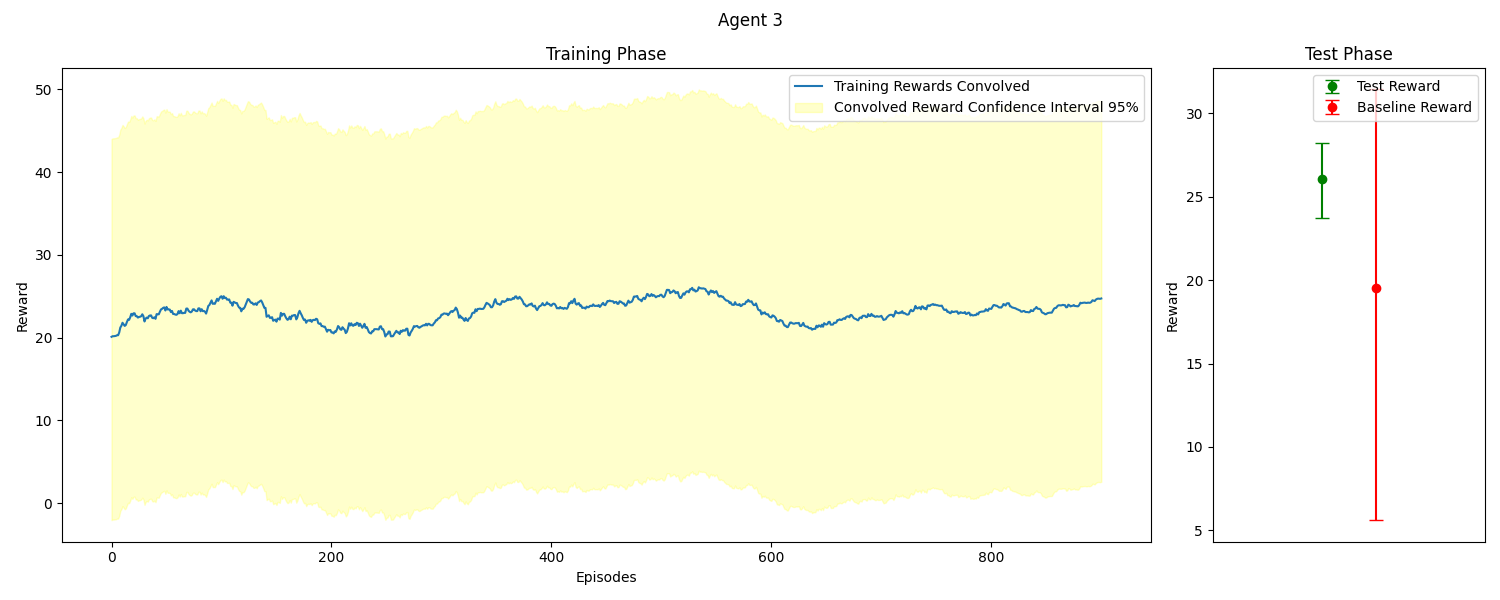 Agent 3
Training Phase
Training Rewards Convolved
Convolved Reward Confidence Interval 95%
50
40
30
20
10
0
Reward
0 200 400 600 800
Episodes
Test Phase
Test Reward
Baseline Reward
30
25
20
15
10
5
Reward